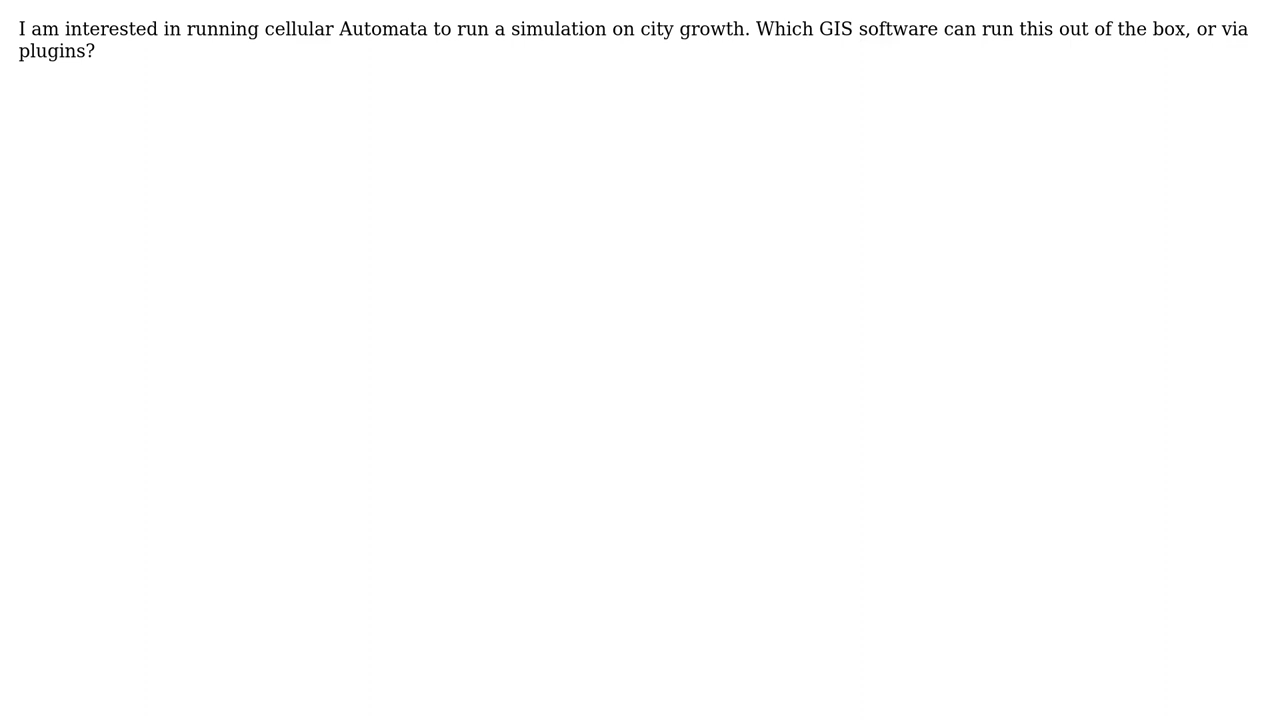 I am interested in running cellular Automata to run a simulation on city growth. Which GIS software can run this out of the box, or via
plugins?